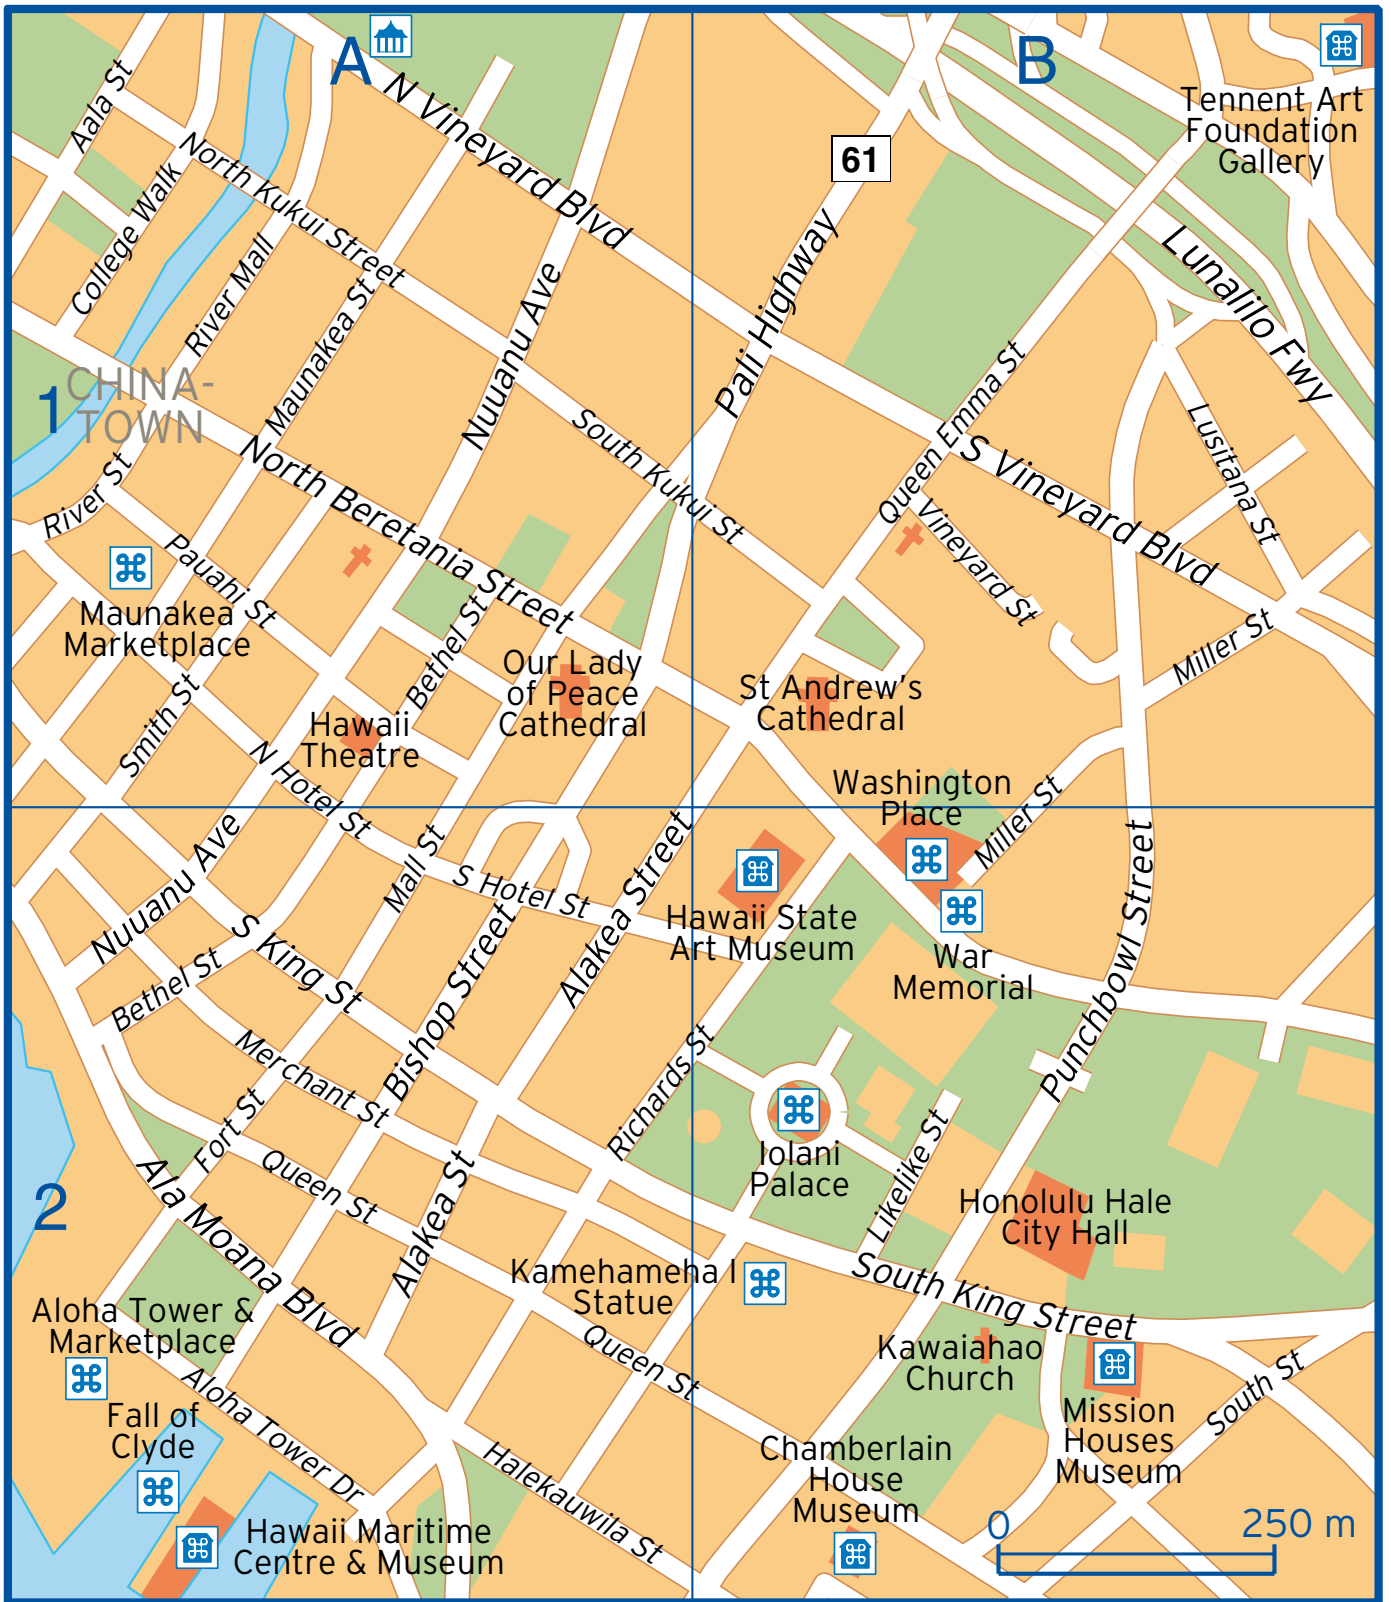 A
B
1
2
N Vineyard Blvd
Aala St
North Kukui Street
College Walk
River Mall
Maunakea St
Nuuanu Ave
61
Pali Highway
Tennent Art
Foundation
Gallery
Lunalilo Fwy
CHINA-
TOWN
River St
North Beretania Street
South Kukui St
Queen Emma St
S Vineyard Blvd
Lusitana St
Vineyard St
Miller St
Maunakea
Marketplace
Pauahi St
Smith St
Bethel St
Hawaii
Theatre
Our Lady
of Peace
Cathedral
St Andrew's
Cathedral
Washington
Place
Miller St
N Hotel St
Nuuanu Ave
Mall St
S Hotel St
Alakea Street
Hawaii State
Art Museum
War
Memorial
Punchbowl Street
Bethel St
S King St
Bishop Street
Merchant St
Richards St
Fort St
Queen St
Alakea St
Iolani
Palace
Likelike St
Honolulu Hale
City Hall
Ala Moana Blvd
Kamehameha I
Statue
South King Street
Aloha Tower &
Marketplace
Queen St
Kawaiahao
Church
Mission
Houses
Museum
South St
Aloha Tower Dr
Fall of
Clyde
Halekauwila St
Chamberlain
House
Museum
Hawaii Maritime
Centre & Museum
0
250 m